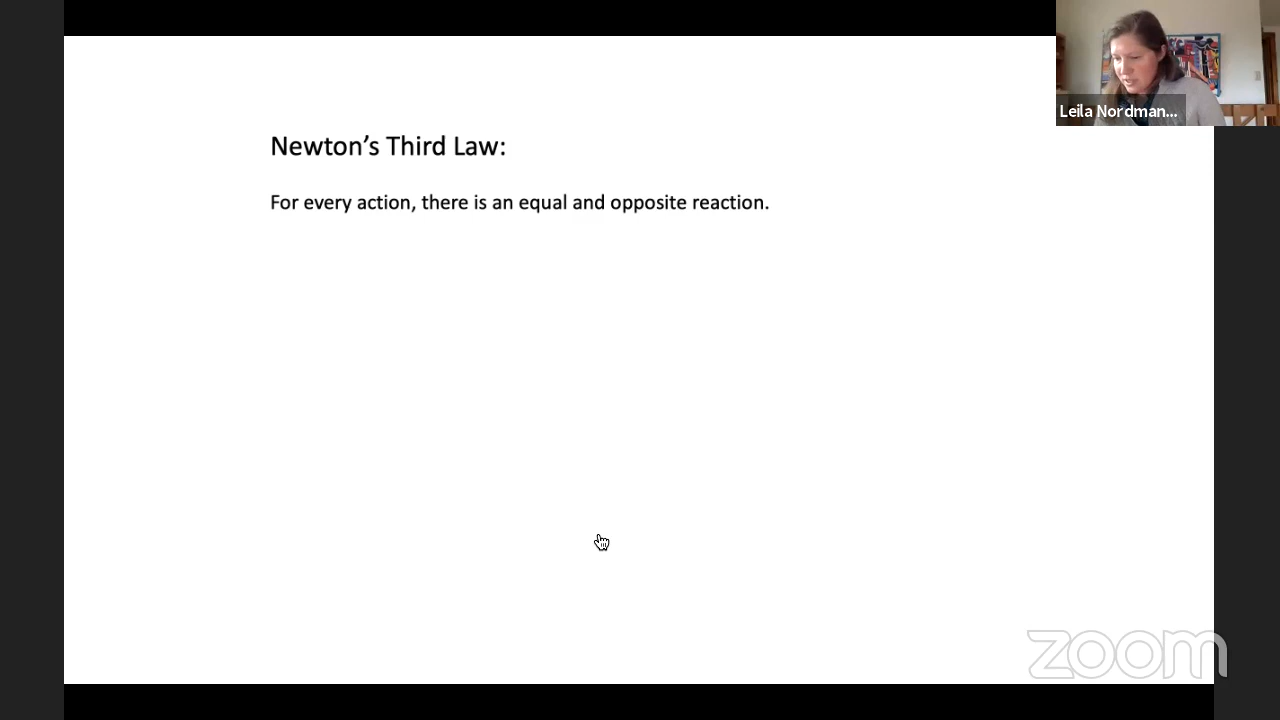 Leila Nordman...
Newton’s Third Law:
For every action, there is an equal and opposite reaction.
zoom